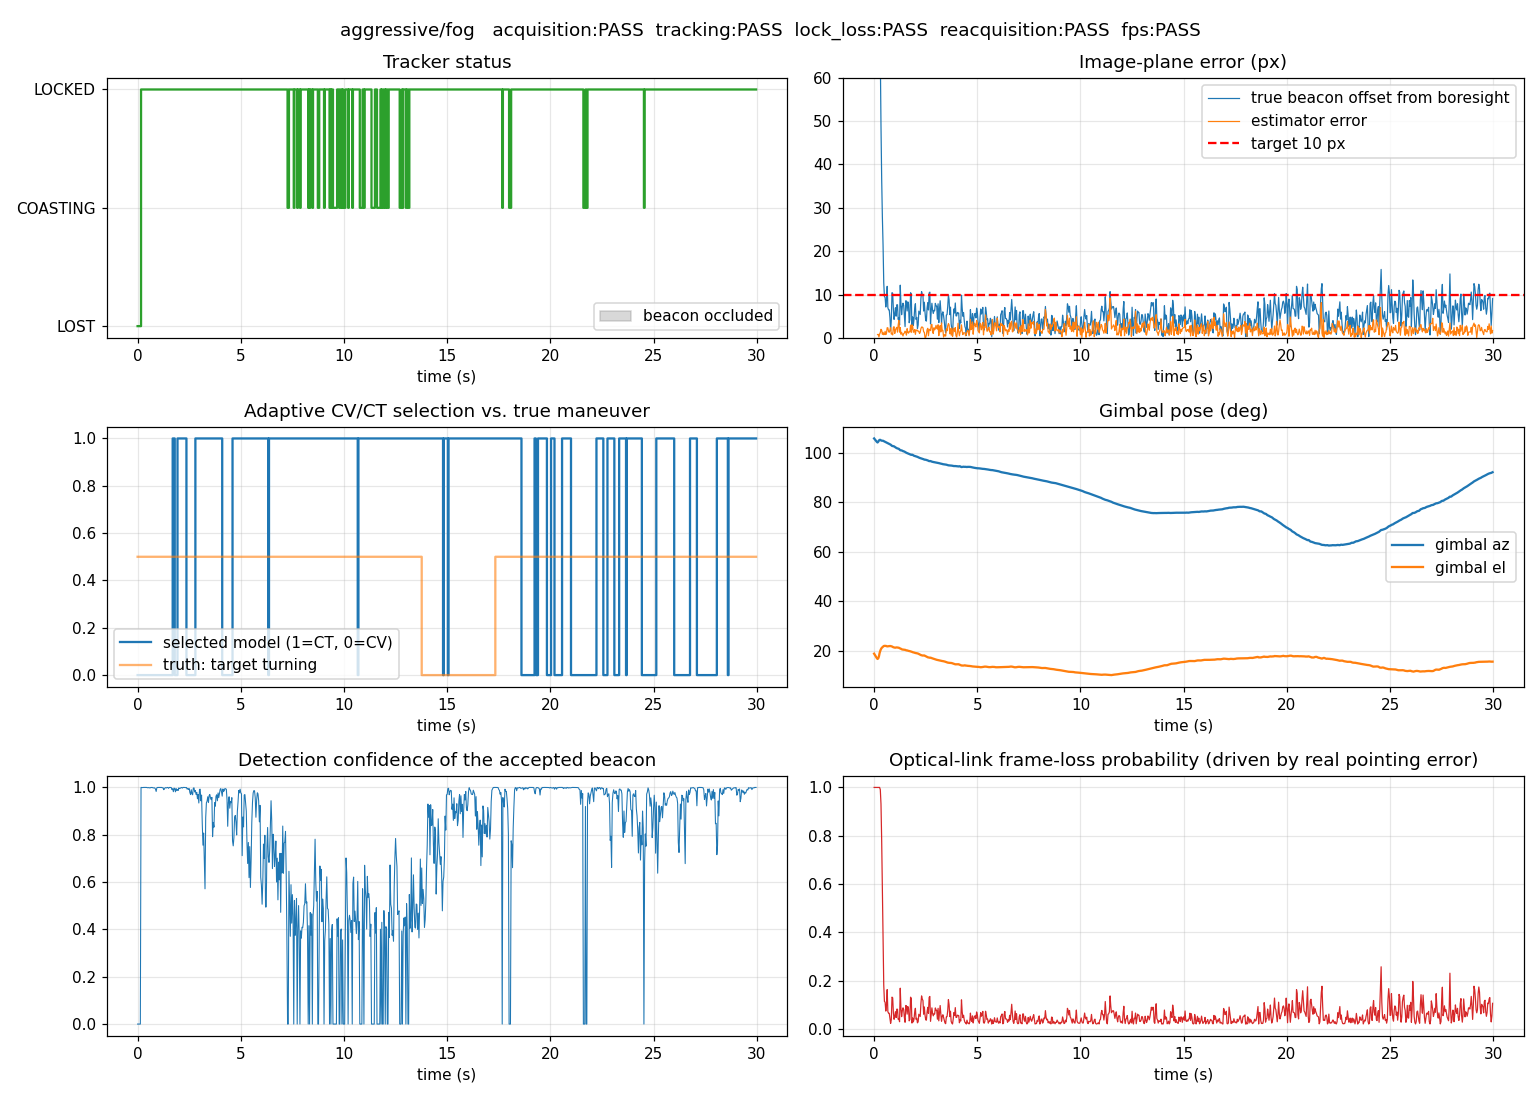 aggressive/fog   acquisition:PASS  tracking:PASS  lock_loss:PASS  reacquisition:PASS  fps:PASS
Tracker status
LOCKED
COASTING
LOST
beacon occluded
0 5 10 15 20 25 30
time (s)
Image-plane error (px)
60
50
40
30
20
10
0
true beacon offset from boresight
estimator error
target 10 px
0 5 10 15 20 25 30
time (s)
Adaptive CV/CT selection vs. true maneuver
1.0
0.8
0.6
0.4
0.2
0.0
selected model (1=CT, 0=CV)
truth: target turning
0 5 10 15 20 25 30
time (s)
Gimbal pose (deg)
100
80
60
40
20
gimbal az
gimbal el
0 5 10 15 20 25 30
time (s)
Detection confidence of the accepted beacon
1.0
0.8
0.6
0.4
0.2
0.0
0 5 10 15 20 25 30
time (s)
Optical-link frame-loss probability (driven by real pointing error)
1.0
0.8
0.6
0.4
0.2
0.0
0 5 10 15 20 25 30
time (s)